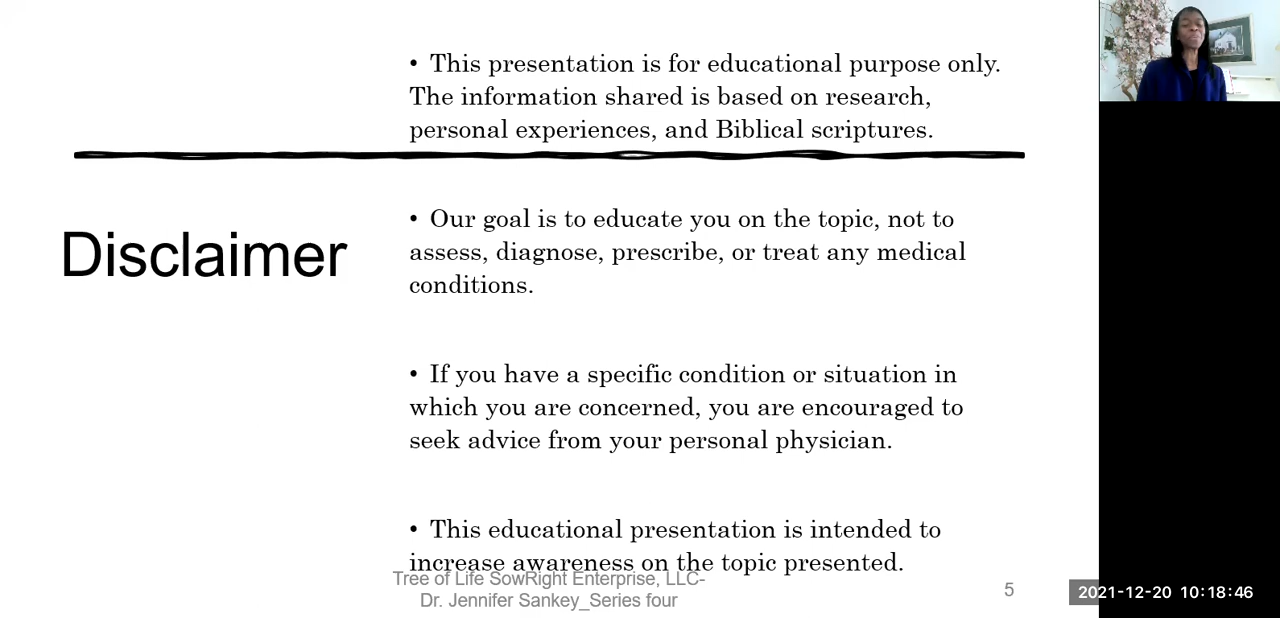 • This presentation is for educational purpose only.
The information shared is based on research,
personal experiences, and Biblical scriptures.
Disclaimer
• Our goal is to educate you on the topic, not to
assess, diagnose, prescribe, or treat any medical
conditions.
• If you have a specific condition or situation in
which you are concerned, you are encouraged to
seek advice from your personal physician.
• This educational presentation is intended to
increase awareness on the topic presented.
Tree of Life SowRight Enterprise, LLC-
Dr. Jennifer Sankey_Series four
5
2021-12-20 10:18:46